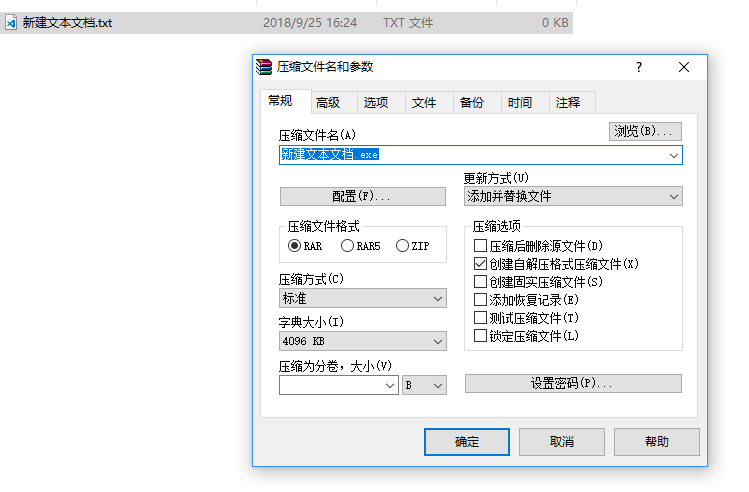 新建文本文档.txt 2018/9/25 16:24 TXT 文件 0 KB
压缩文件名和参数 ?
常规 高级 选项 文件 备份 时间 注释
压缩文件名(A) 浏览(B)...
新建文本文档.exe
更新方式(U)
配置(F)... 添加并替换文件
压缩文件格式
RAR RAR5 ZIP
压缩方式(C)
标准
字典大小(I)
4096 KB
压缩为分卷，大小(V)
B
压缩选项
压缩后删除源文件(D)
创建自解压格式压缩文件(X)
创建固实压缩文件(S)
添加恢复记录(E)
测试压缩文件(T)
锁定压缩文件(L)
设置密码(P)...
确定 取消 帮助